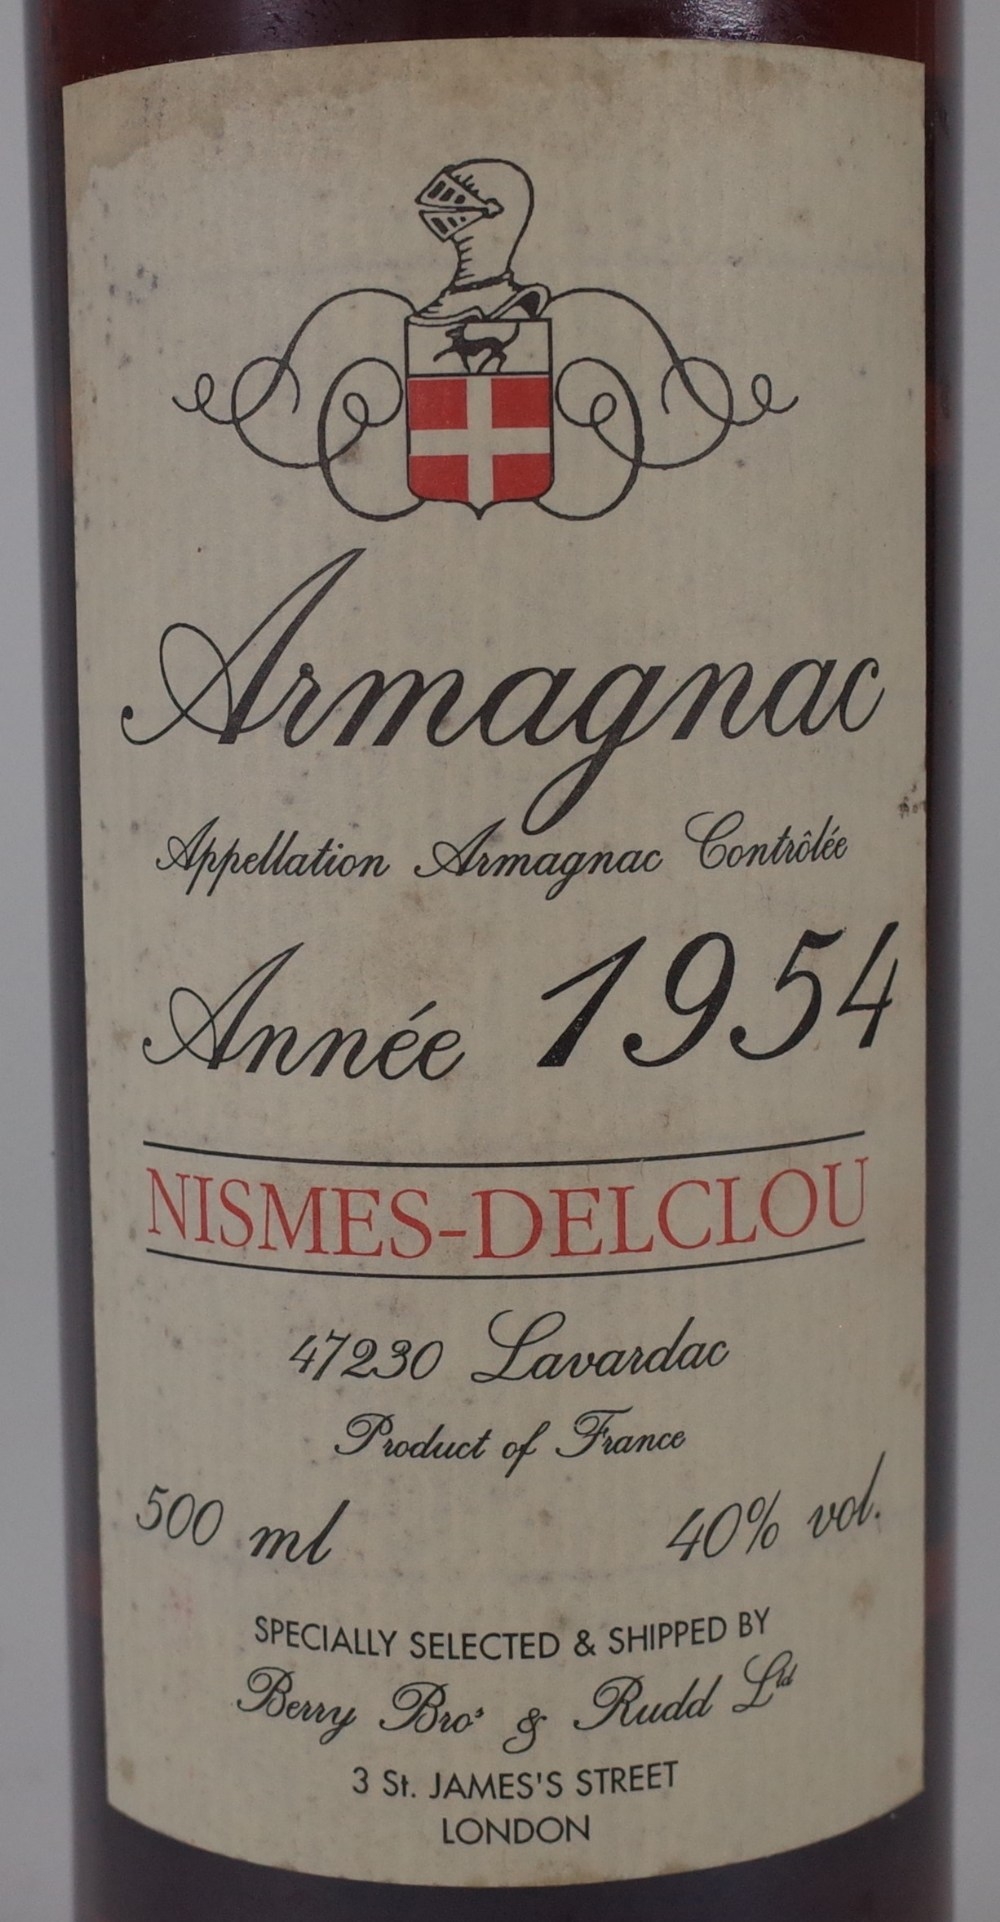 Armagnac
Appellation Armagnac Contrôlée
Année 1954
NISMES-DELCLOU
47230 Lavardac
Product of France
500 ml 40% vol.
SPECIALLY SELECTED & SHIPPED BY
Berry Bro^s & Rudd L^td
3 St. JAMES'S STREET
LONDON